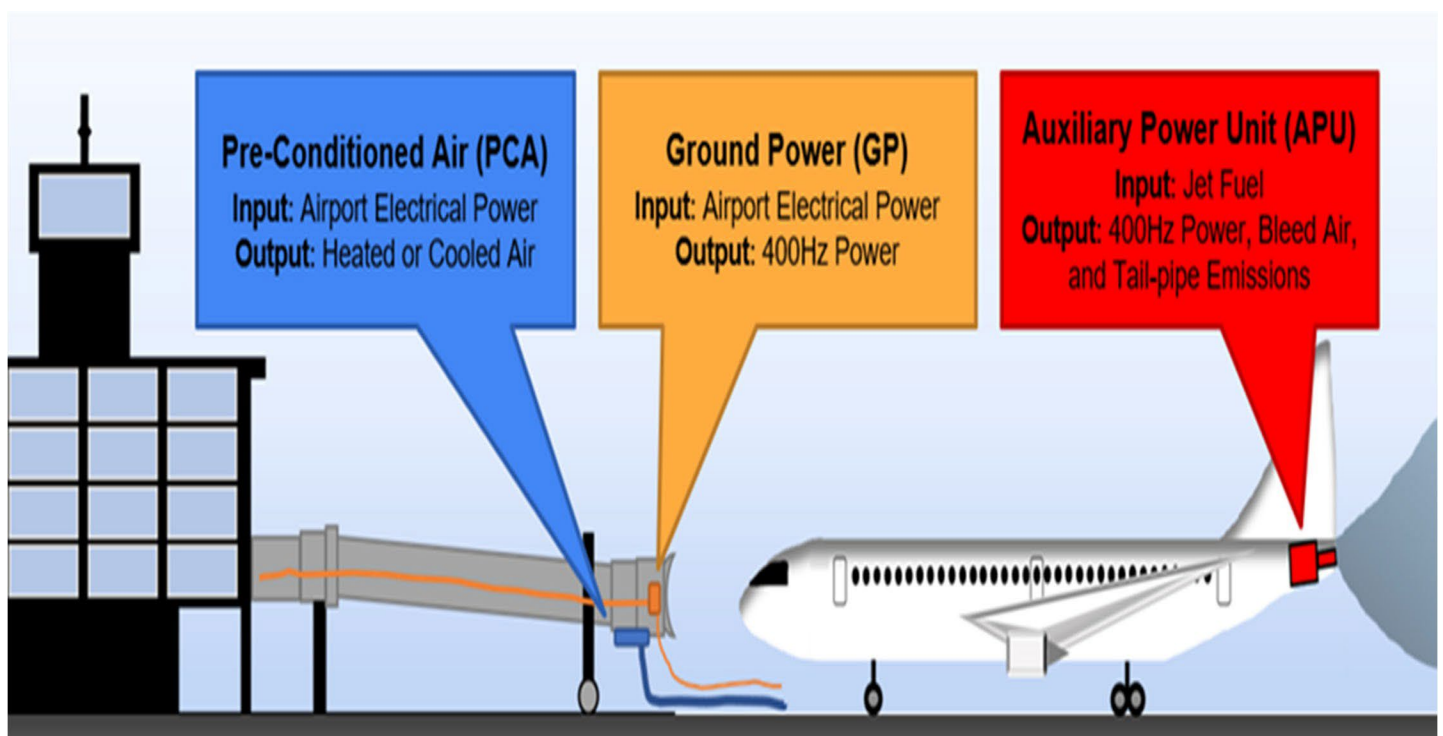 Pre-Conditioned Air (PCA)
Input: Airport Electrical Power
Output: Heated or Cooled Air
Ground Power (GP)
Input: Airport Electrical Power
Output: 400Hz Power
Auxiliary Power Unit (APU)
Input: Jet Fuel
Output: 400Hz Power, Bleed Air,
and Tail-pipe Emissions